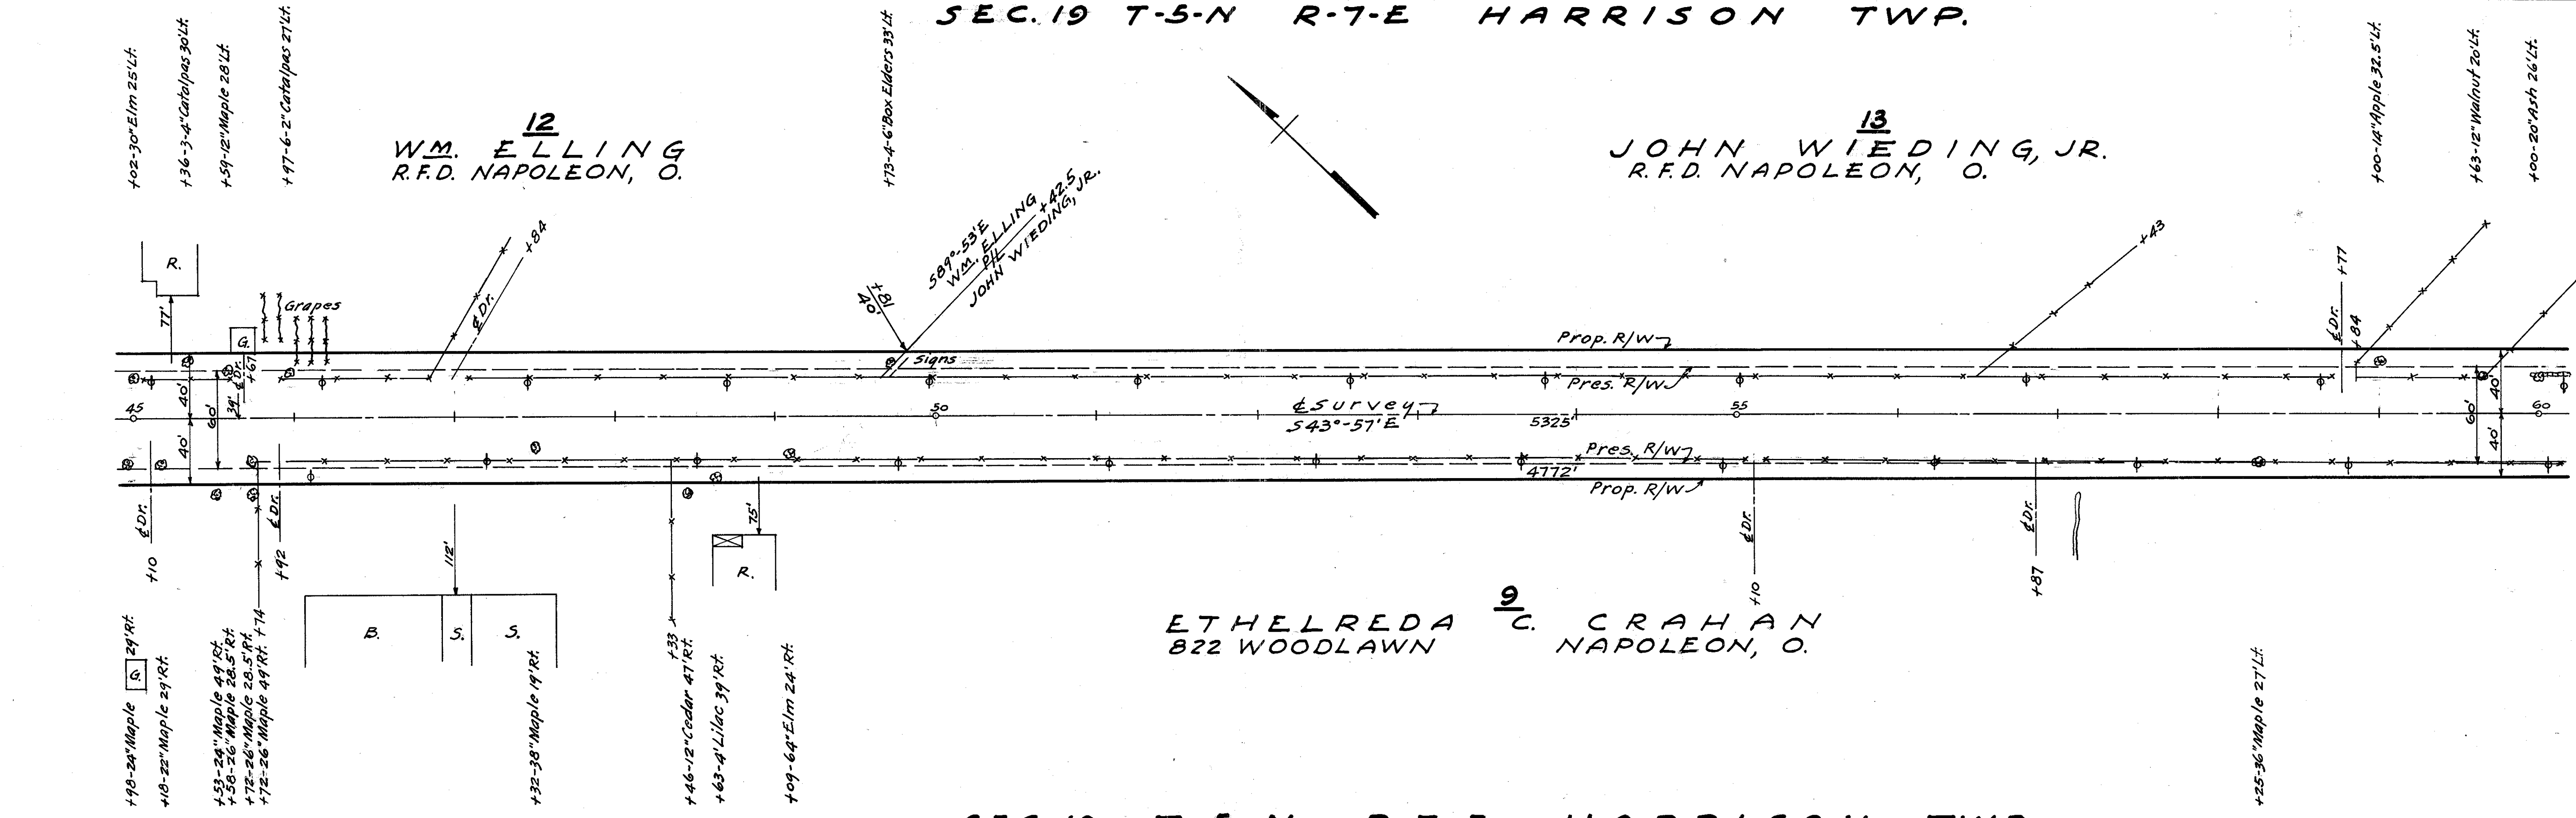 SEC. 19 T-5-N R-7-E HARRISON TWP.
+02-30"Elm 25'Lt.
+36-3-4"Catalpas 30'Lt.
+59-12"Maple 28'Lt.
+97-6-2"Catalpas 27'Lt.
+73-4-6"Box Elders 33'Lt.
+00-14"Apple 32.5'Lt.
+63-12"Walnut 20'Lt.
+00-20"Ash 26'Lt.
12
WM. ELLING
R.F.D. NAPOLEON, O.
13
JOHN WIEDING, JR.
R.F.D. NAPOLEON, O.
S89°-53'E
WM. ELLING
P/L +42.5
JOHN WIEDING, JR.
+81
40'
R.
77'
Grapes
G.
℄ Dr.
+67
39'
℄ Dr.
+84
Signs
Prop. R/W
Pres. R/W
+43
℄ Dr.
+77
+84
40'
60'
40'
45
50
℄ Survey
S43°-57'E
5325'
55
60
40'
60'
40'
Pres. R/W
4772'
Prop. R/W
℄ Dr.
+10
℄ Dr.
+92
112'
75'
R.
B.
S.
S.
+74
+33
℄ Dr.
+10
℄ Dr.
+87
9
ETHELREDA C. CRAHAN
822 WOODLAWN NAPOLEON, O.
+98-24"Maple G. 29'Rt.
+18-22"Maple 29'Rt.
+53-24"Maple 49'Rt.
+58-26"Maple 28.5'Rt.
+72-26"Maple 28.5'Rt.
+72-26"Maple 49'Rt.
+32-38"Maple 19'Rt.
+46-12"Cedar 47'Rt.
+63-4'Lilac 39'Rt.
+09-64"Elm 24'Rt.
+25-36"Maple 27'Lt.
SEC. 19 T-5-N R-7-E HARRISON TWP.